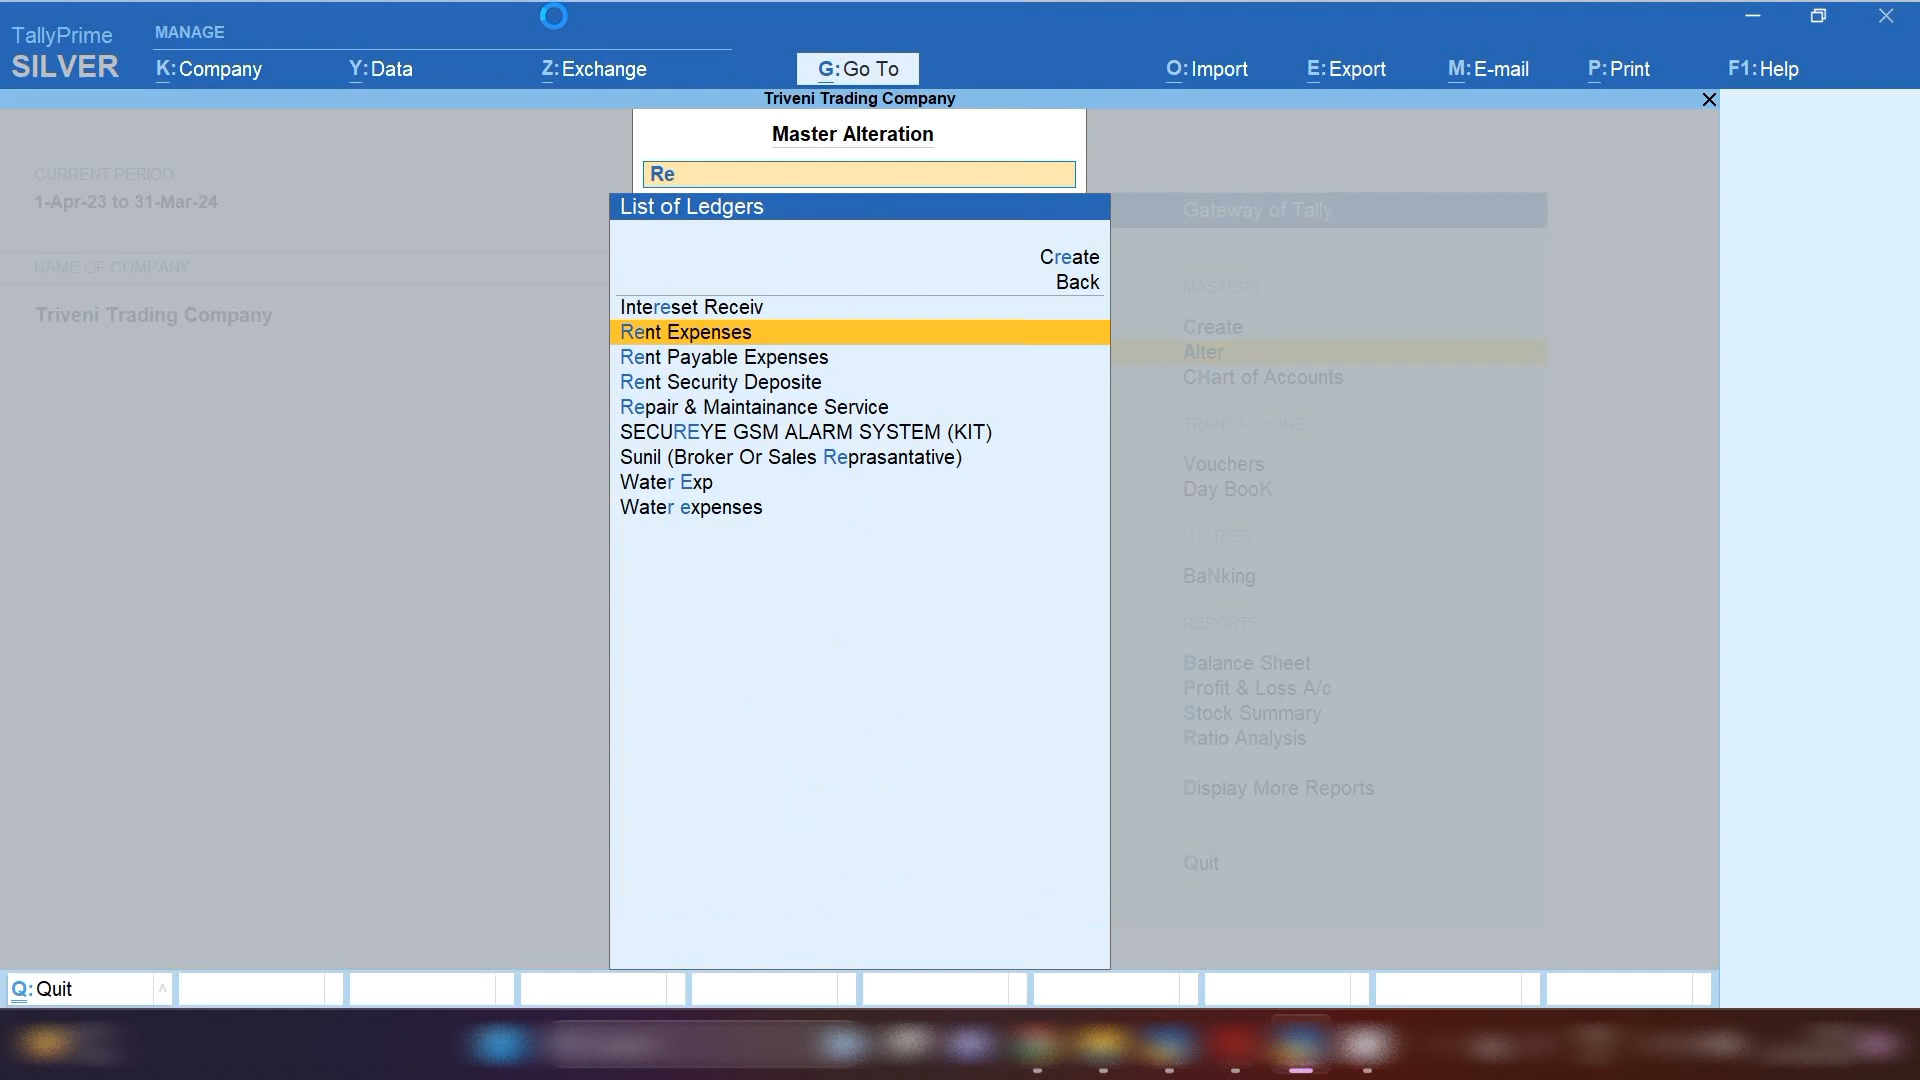 TallyPrime
SILVER
MANAGE
K:Company
Y:Data
Z:Exchange
G:Go To
O:Import
E:Export
M:E-mail
P:Print
F1:Help
Triveni Trading Company
CURRENT PERIOD
1-Apr-23 to 31-Mar-24
NAME OF COMPANY
Triveni Trading Company
Master Alteration
Re
List of Ledgers
Create
Back
Intereset Receiv
Rent Expenses
Rent Payable Expenses
Rent Security Deposite
Repair & Maintainance Service
SECUREYE GSM ALARM SYSTEM (KIT)
Sunil (Broker Or Sales Reprasantative)
Water Exp
Water expenses
Gateway of Tally
MASTERS
Create
Alter
CHart of Accounts
TRANSACTIONS
Vouchers
Day BooK
UTILITIES
BaNking
REPORTS
Balance Sheet
Profit & Loss A/c
Stock Summary
Ratio Analysis
Display More Reports
Quit
Q:Quit